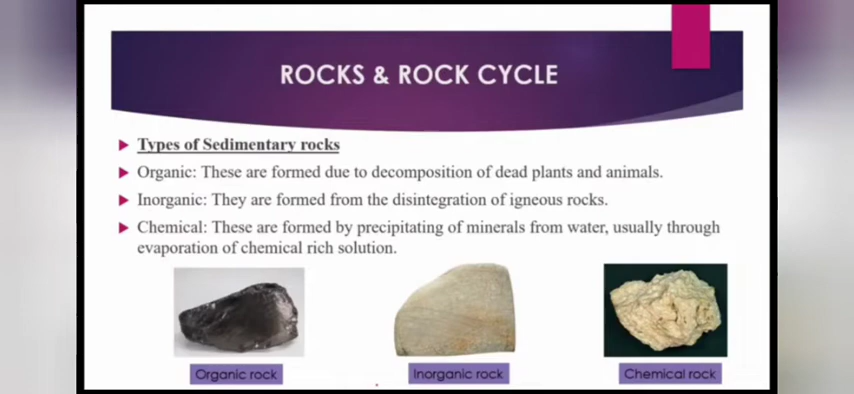 ROCKS & ROCK CYCLE
Types of Sedimentary rocks
Organic: These are formed due to decomposition of dead plants and animals.
Inorganic: They are formed from the disintegration of igneous rocks.
Chemical: These are formed by precipitating of minerals from water, usually through
evaporation of chemical rich solution.
Organic rock
Inorganic rock
Chemical rock